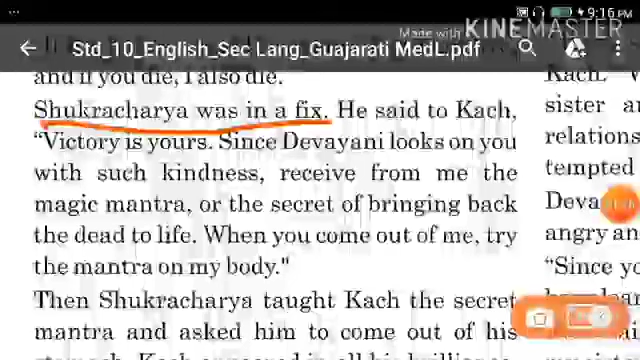 9:16 PM
Made with KINEMASTER
Std_10_English_Sec Lang_Guajarati MedL.pdf
and if you die, I also die.
Shukracharya was in a fix. He said to Kach,
"Victory is yours. Since Devayani looks on you
with such kindness, receive from me the
magic mantra, or the secret of bringing back
the dead to life. When you come out of me, try
the mantra on my body."
Then Shukracharya taught Kach the secret
mantra and asked him to come out of his
Kach.
sister
relations
tempted
angry an
"Since yo